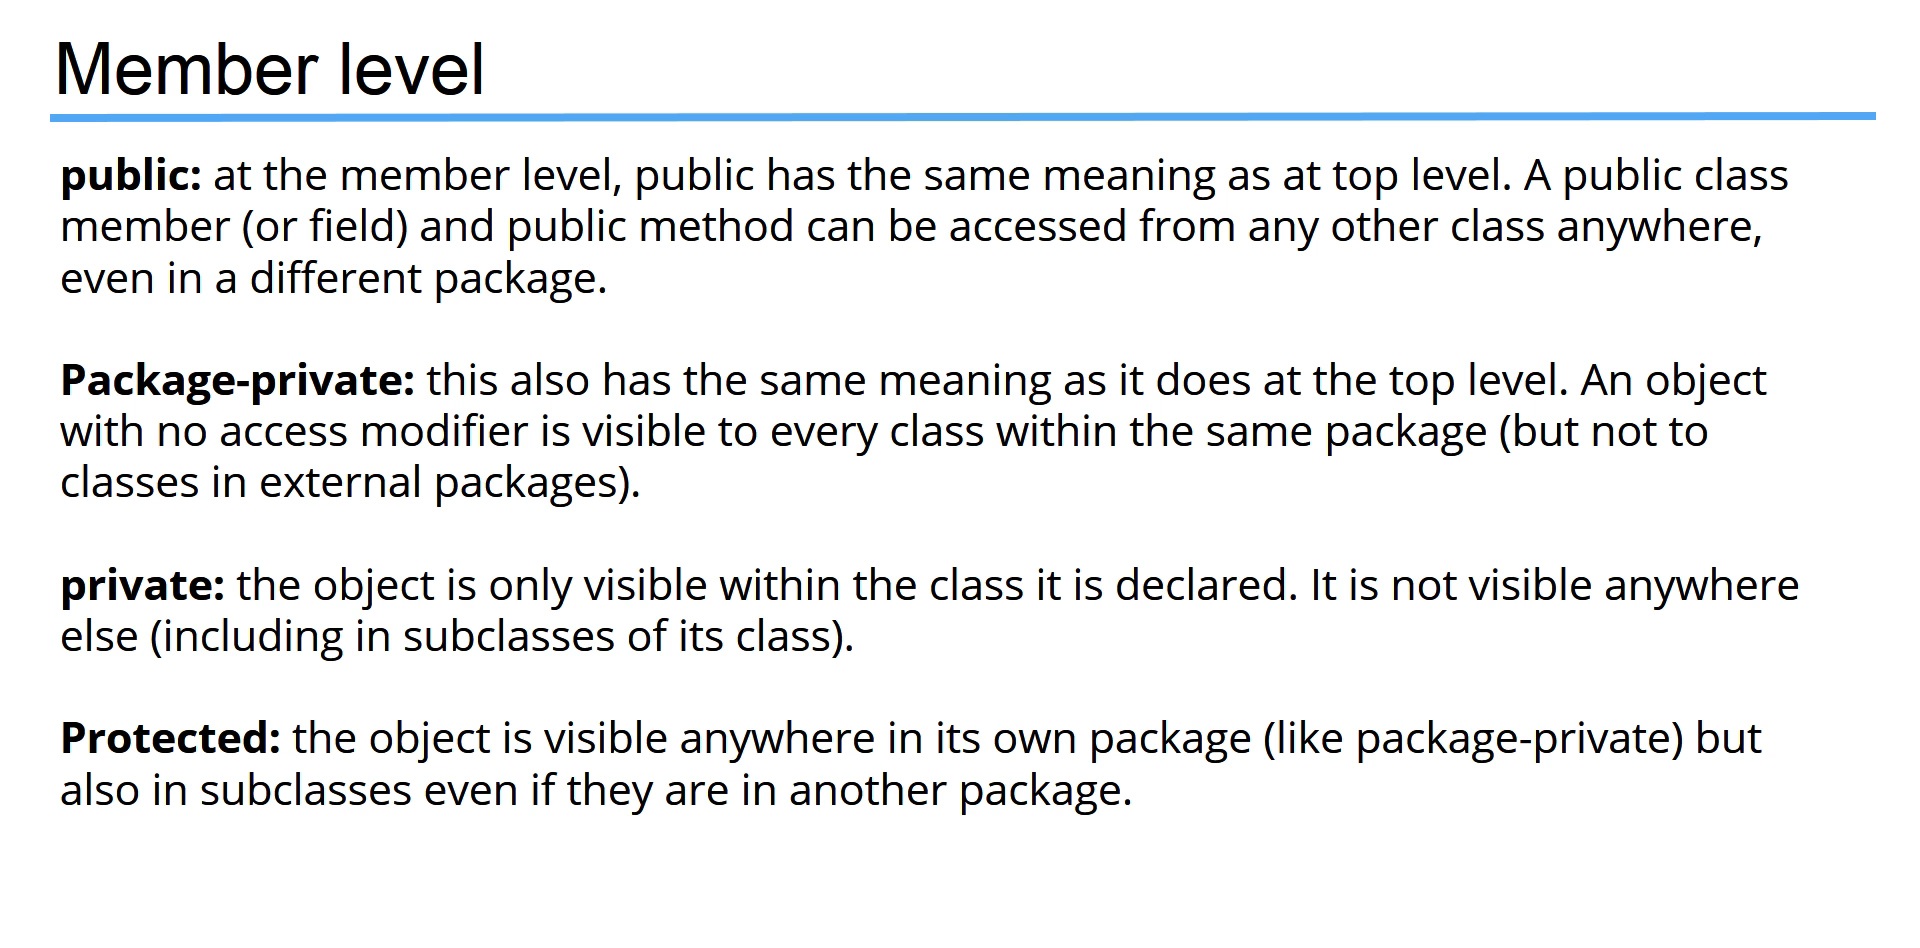 Member level
public: at the member level, public has the same meaning as at top level. A public class
member (or field) and public method can be accessed from any other class anywhere,
even in a different package.
Package-private: this also has the same meaning as it does at the top level. An object
with no access modifier is visible to every class within the same package (but not to
classes in external packages).
private: the object is only visible within the class it is declared. It is not visible anywhere
else (including in subclasses of its class).
Protected: the object is visible anywhere in its own package (like package-private) but
also in subclasses even if they are in another package.